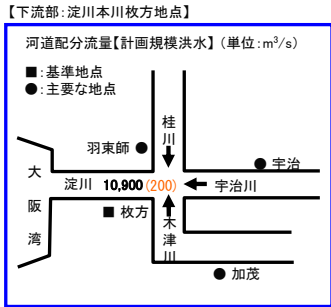 【下流部:淀川本川枚方地点】
河道配分流量【計画規模洪水】（単位:m³/s）
■:基準地点
●:主要な地点
桂川
羽束師●
●宇治
大阪湾
淀川 10,900(200)
宇治川
■枚方
木津川
●加茂